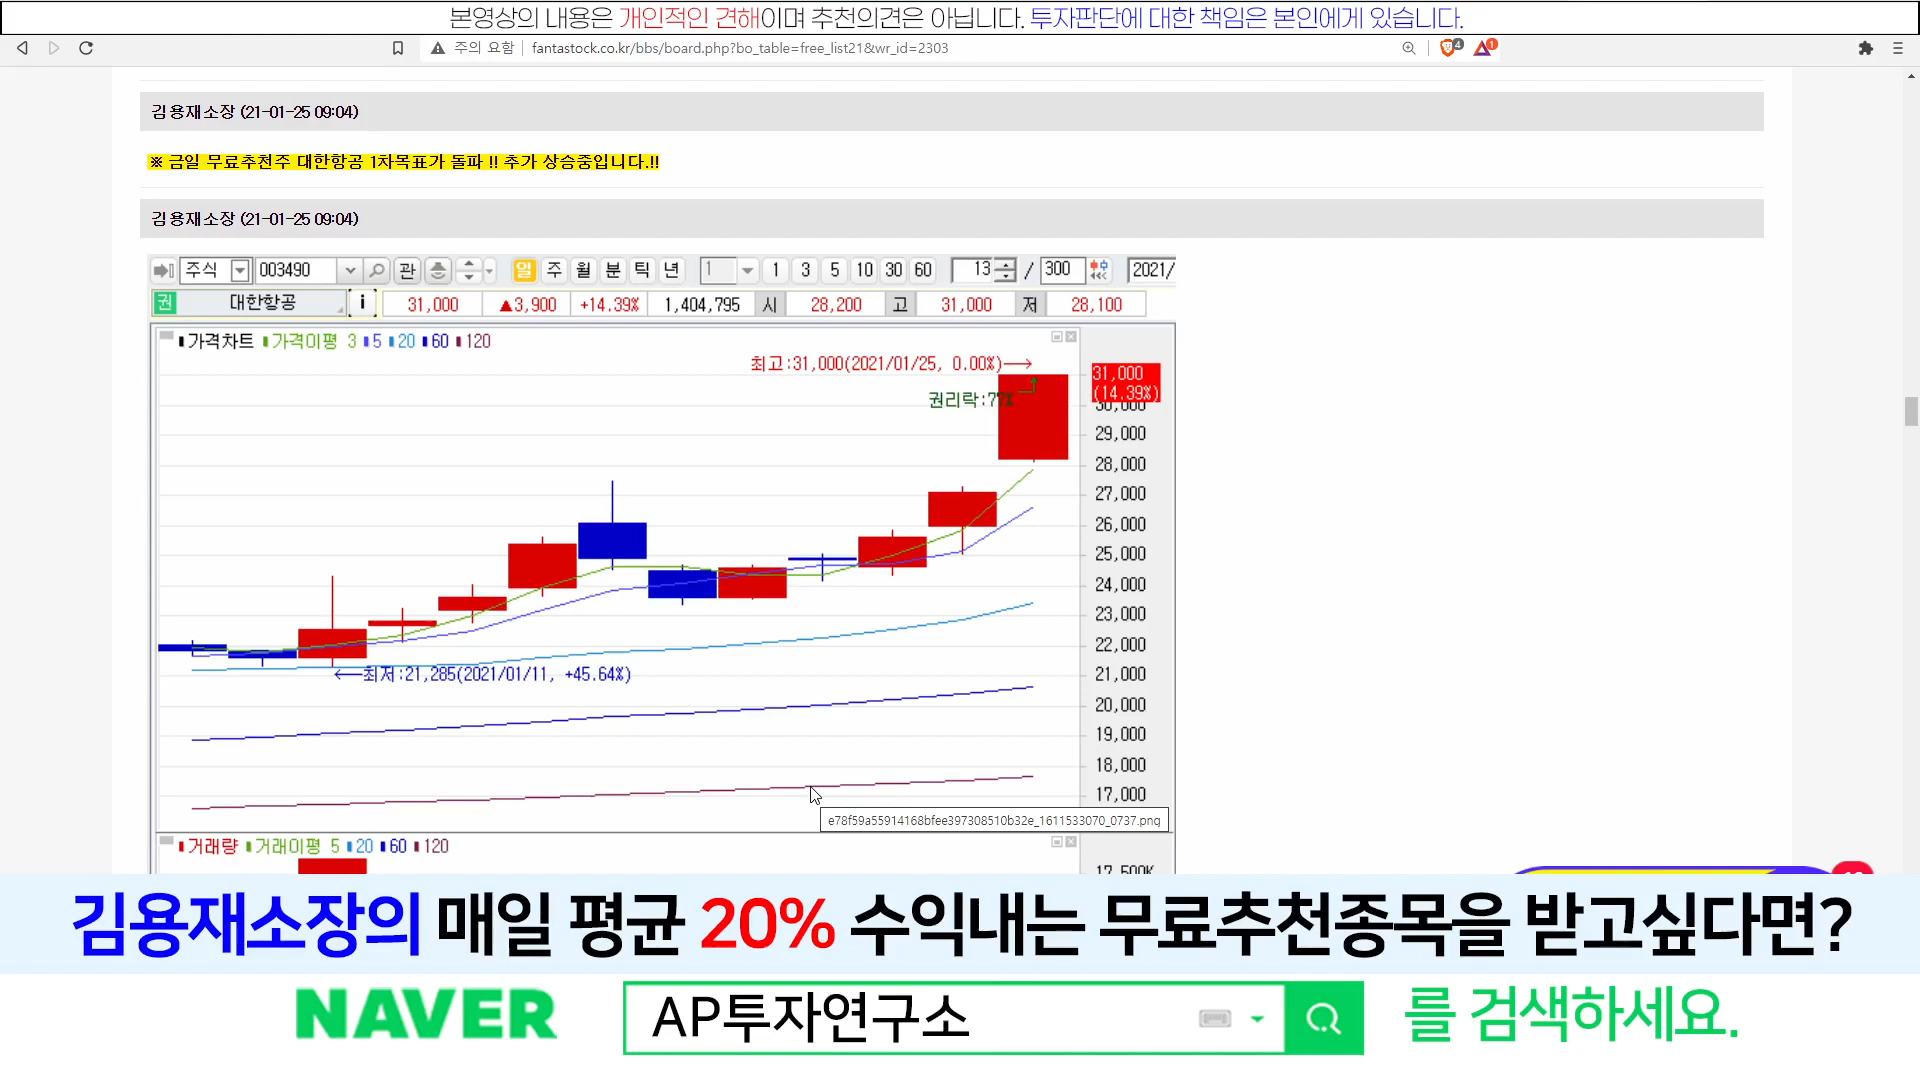 본영상의 내용은 개인적인 견해이며 추천의견은 아닙니다. 투자판단에 대한 책임은 본인에게 있습니다.
주의 요함 fantastock.co.kr/bbs/board.php?bo_table=free_list21&wr_id=2303 4 1
김용재소장 (21-01-25 09:04)
※ 금일 무료추천주 대한항공 1차목표가 돌파 !! 추가 상승중입니다.!!
김용재소장 (21-01-25 09:04)
주식 003490 관 일 주 월 분 틱 년 1 1 3 5 10 30 60 13 / 300 2021/
권 대한항공 i 31,000 ▲3,900 +14.39% 1,404,795 시 28,200 고 31,000 저 28,100
가격차트 가격이평 3 5 20 60 120
최고:31,000(2021/01/25, 0.00%)
31,000
(14.39%)
권리락:77%
30,000
29,000
28,000
27,000
26,000
25,000
24,000
23,000
22,000
최저:21,285(2021/01/11, +45.64%)
21,000
20,000
19,000
18,000
17,000
e78f59a55914168bfee397308510b32e_1611533070_0737.png
거래량 거래이평 5 20 60 120
17,500K
김용재소장의 매일 평균 20% 수익내는 무료추천종목을 받고싶다면?
NAVER AP투자연구소 를 검색하세요.